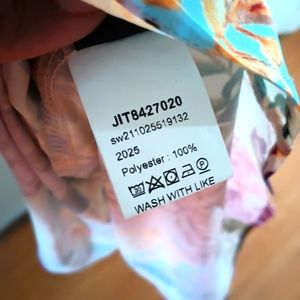 JIT8427020
sw211025519132
2025
Polyester : 100%
WASH WITH LIKE